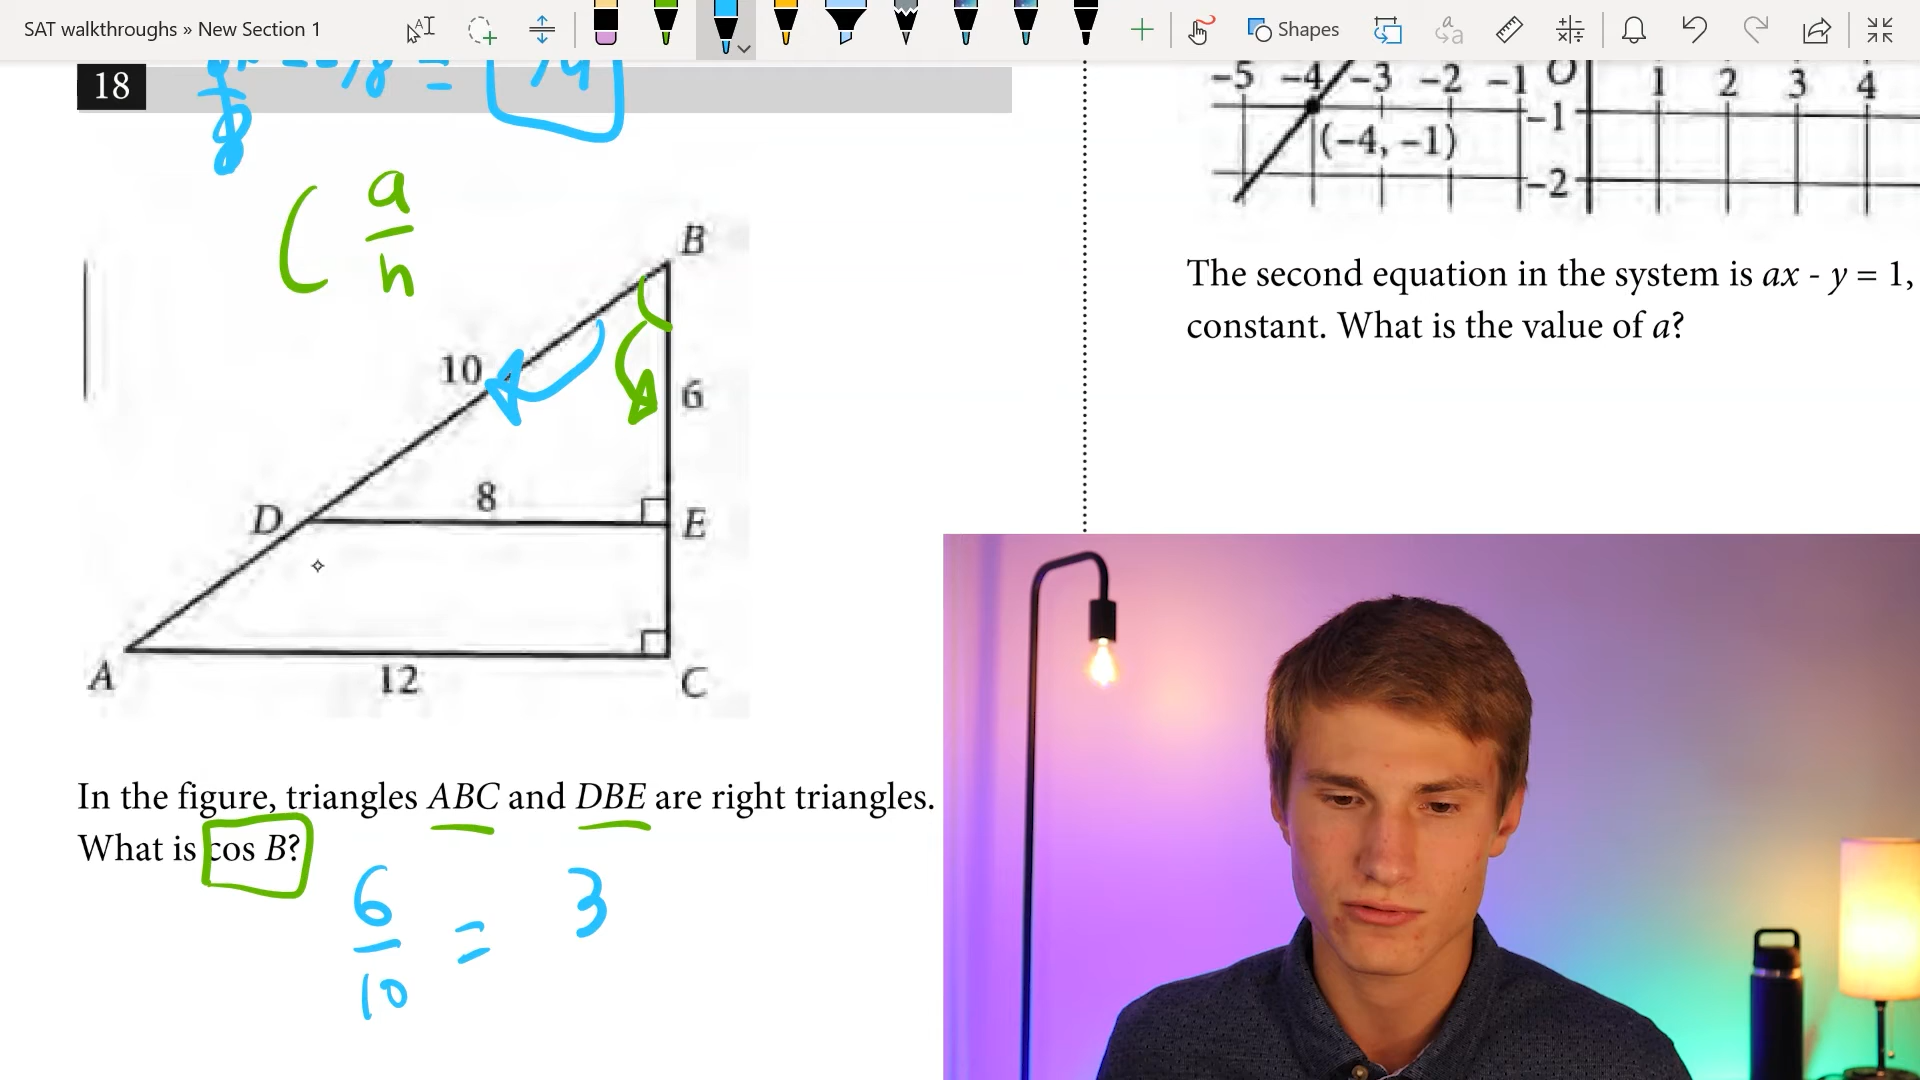 SAT walkthroughs » New Section 1
Shapes
18
a
n
B
10
6
8
D
E
A
12
C
In the figure, triangles ABC and DBE are right triangles.
What is cos B?
6
10
= 3
-5 -4 -3 -2 -1 O 1 2 3 4
-1
(-4, -1)
-2
The second equation in the system is ax - y = 1,
constant. What is the value of a?